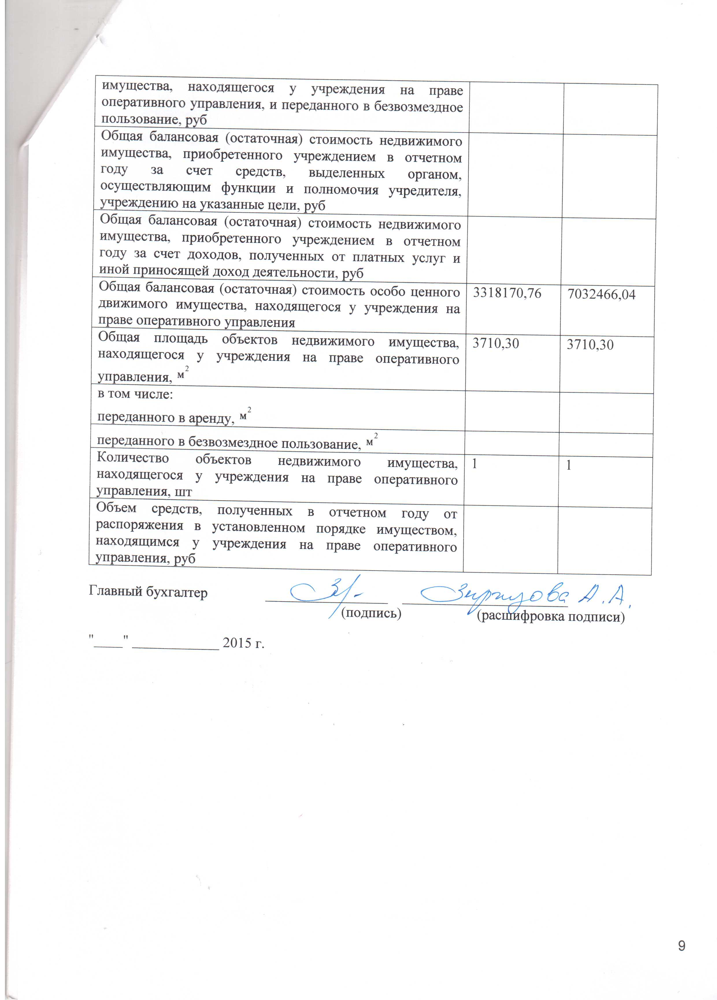 имущества, находящегося у учреждения на праве
оперативного управления, и переданного в безвозмездное
пользование, руб
Общая балансовая (остаточная) стоимость недвижимого
имущества, приобретенного учреждением в отчетном
году за счет средств, выделенных органом,
осуществляющим функции и полномочия учредителя,
учреждению на указанные цели, руб
Общая балансовая (остаточная) стоимость недвижимого
имущества, приобретенного учреждением в отчетном
году за счет доходов, полученных от платных услуг и
иной приносящей доход деятельности, руб
Общая балансовая (остаточная) стоимость особо ценного 3318170,76 7032466,04
движимого имущества, находящегося у учреждения на
праве оперативного управления
Общая площадь объектов недвижимого имущества, 3710,30 3710,30
находящегося у учреждения на праве оперативного
управления, м²
в том числе:
переданного в аренду, м²
переданного в безвозмездное пользование, м²
Количество объектов недвижимого имущества, 1 1
находящегося у учреждения на праве оперативного
управления, шт
Объем средств, полученных в отчетном году от
распоряжения в установленном порядке имуществом,
находящимся у учреждения на праве оперативного
управления, руб
Главный бухгалтер А.А.
(подпись) (расшифровка подписи)
"____" ____________ 2015 г.
9